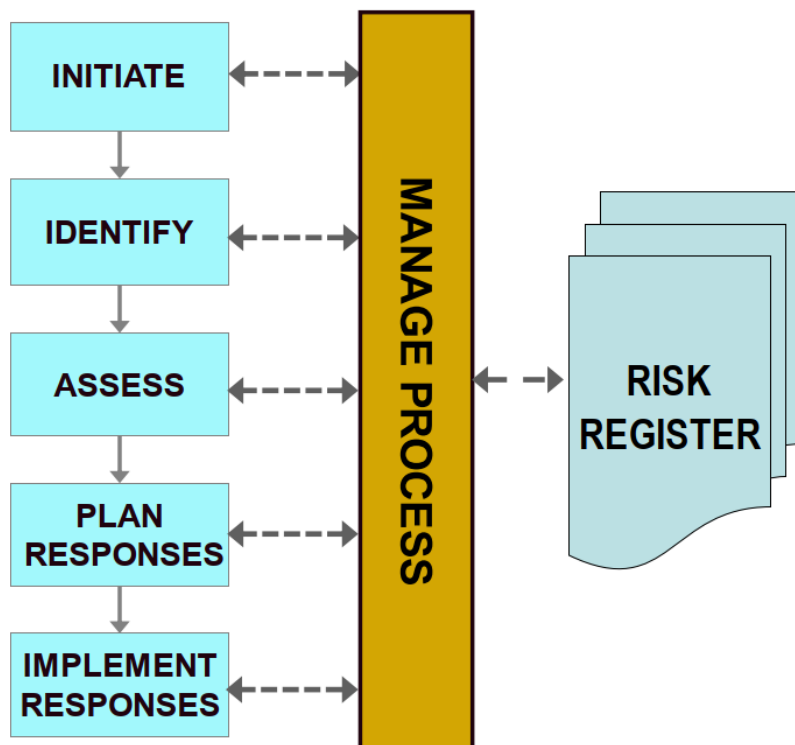 INITIATE
IDENTIFY
ASSESS
PLAN
RESPONSES
IMPLEMENT
RESPONSES
MANAGE PROCESS
RISK
REGISTER